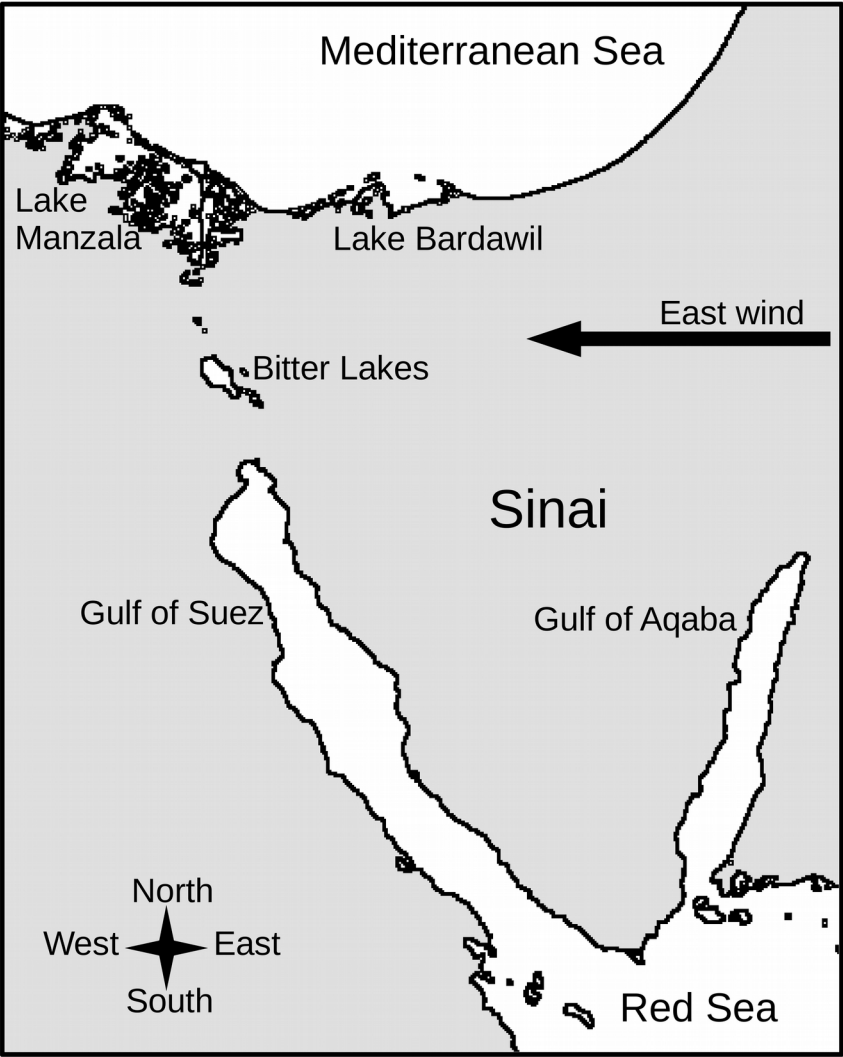 Mediterranean Sea
Lake
Manzala
Lake Bardawil
East wind
Bitter Lakes
Sinai
Gulf of Suez
Gulf of Aqaba
North
West
East
South
Red Sea